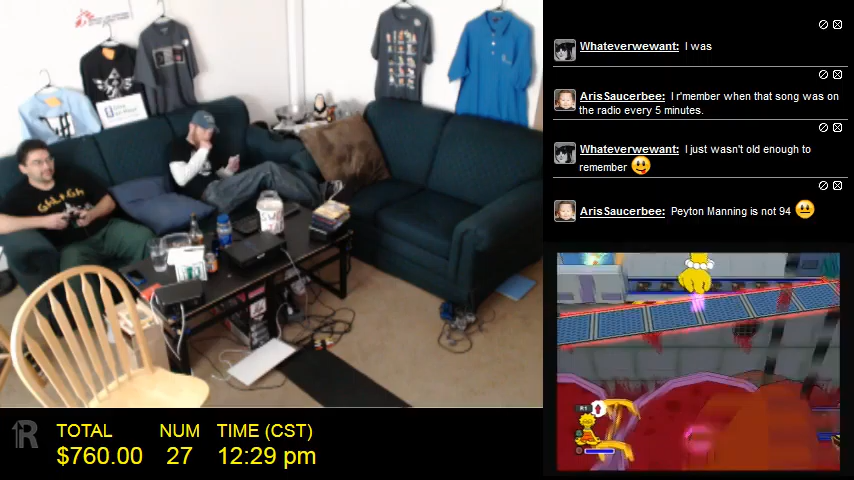 Whateverwewant: I was
ArisSaucerbee: I r'member when that song was on
the radio every 5 minutes.
Whateverwewant: I just wasn't old enough to
remember
ArisSaucerbee: Peyton Manning is not 94
R1
TOTAL NUM TIME (CST)
$760.00 27 12:29 pm